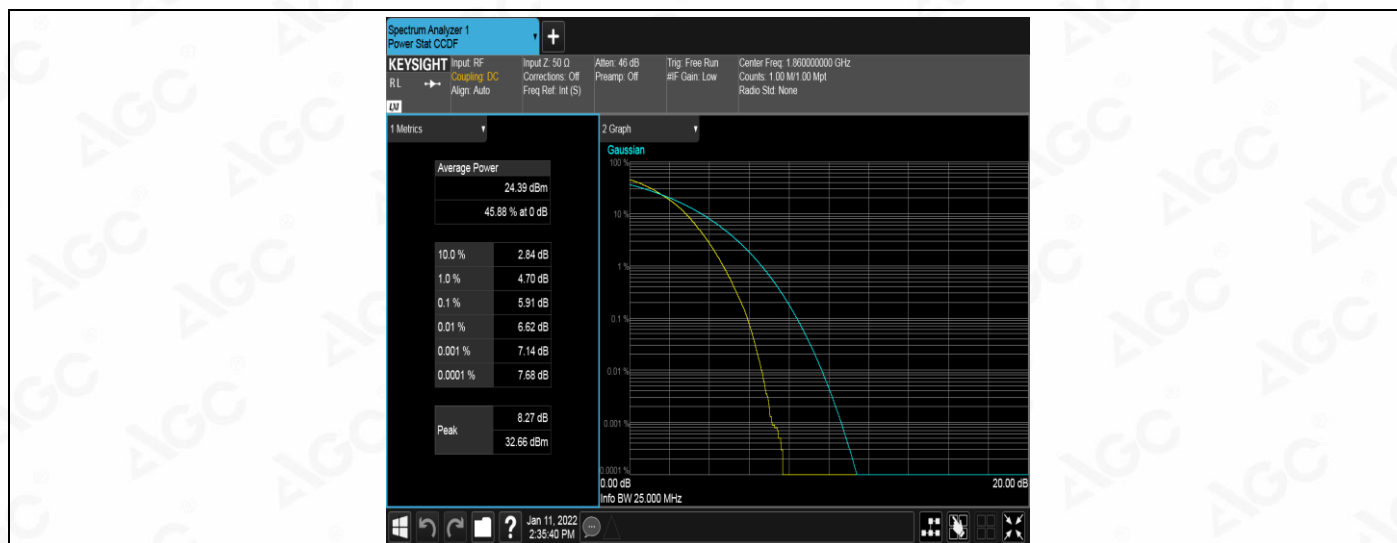 Spectrum Analyzer 1
Power Stat CCDF
KEYSIGHT
R L
LXI
Input: RF
Coupling: DC
Align: Auto
Input Z: 50 Ω
Corrections: Off
Freq Ref: Int (S)
Atten: 46 dB
Preamp: Off
Trig: Free Run
#IF Gain: Low
Center Freq: 1.860000000 GHz
Counts: 1.00 M/1.00 Mpt
Radio Std: None
1 Metrics
Average Power
24.39 dBm
45.88 % at 0 dB
10.0 % 2.84 dB
1.0 % 4.70 dB
0.1 % 5.91 dB
0.01 % 6.62 dB
0.001 % 7.14 dB
0.0001 % 7.68 dB
Peak
8.27 dB
32.66 dBm
2 Graph
Gaussian
100 %
10 %
1 %
0.1 %
0.01 %
0.001 %
0.0001 %
0.00 dB
20.00 dB
Info BW 25.000 MHz
?
Jan 11, 2022
2:35:40 PM
AGC